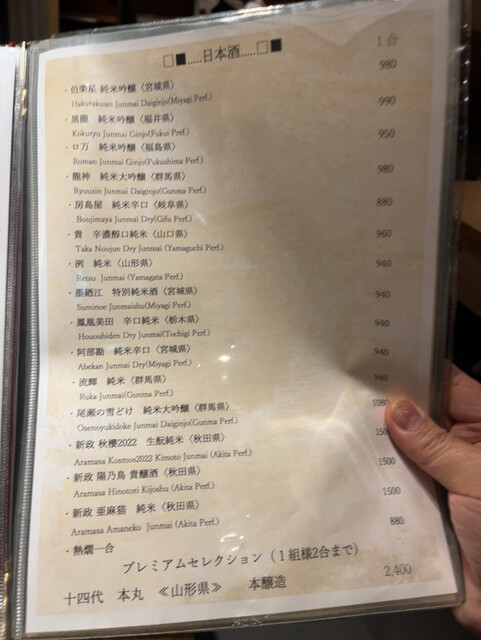 □■.....日本酒.....□■
1合
・伯楽星 純米吟醸〈宮城県〉 980
Hakurakusei Junmai Daiginjo(Miyagi Perf.)
・黒龍 純米吟醸〈福井県〉 990
Kokuryu Junmai Ginjo(Fukui Pref.)
・ロ万 純米吟醸〈福島県〉 950
Roman Junmai Ginjo(Fukushima Perf.)
・龍神 純米大吟醸〈群馬県〉 980
Ryuuzin Junmai Daiginjo(Gunma Perf.)
・房島屋 純米辛口〈岐阜県〉 880
Boujimaya Junmai Dry(Gifu Perf.)
・貴 辛濃醇口純米〈山口県〉 960
Taka Noujun Dry Junmai (Yamaguchi Perf.)
・洌 純米〈山形県〉 940
Retsu Junmai (Yamagata Perf.)
・墨廼江 特別純米酒〈宮城県〉 940
Suminoe Junmaishu(Miyagi Perf.)
・鳳凰美田 辛口純米〈栃木県〉 940
Hououbiden Dry Junmai(Tochigi Perf.)
・阿部勘 純米辛口〈宮城県〉 940
Abekan Junmai Dry(Miyagi Perf.)
・流輝 純米〈群馬県〉 940
Ruka Junmai(Gunma Perf.)
・尾瀬の雪どけ 純米大吟醸〈群馬県〉 1080
Osenoyukidoke Junmai Daiginjo(Gunma Perf.)
・新政 秋櫻2022 生酛純米〈秋田県〉 1500
Aramasa Kosmos2022 Kimoto Junmai (Akita Perf.)
・新政 陽乃鳥 貴醸酒〈秋田県〉 1500
Aramasa Hinotori Kijoshu (Akita Perf.)
・新政 亜麻猫 純米〈秋田県〉 1500
Aramasa Amaneko Junmai (Akita Perf.)
・熱燗一合 880
プレミアムセレクション（１組様2合まで）
十四代 本丸 ≪山形県≫ 本醸造 2,400